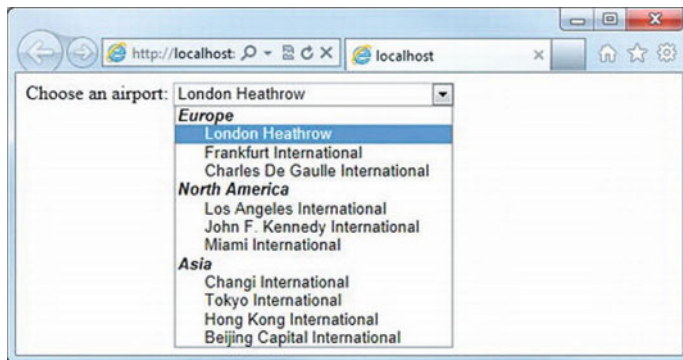 http://localhost:
localhost
Choose an airport: London Heathrow
Europe
London Heathrow
Frankfurt International
Charles De Gaulle International
North America
Los Angeles International
John F. Kennedy International
Miami International
Asia
Changi International
Tokyo International
Hong Kong International
Beijing Capital International